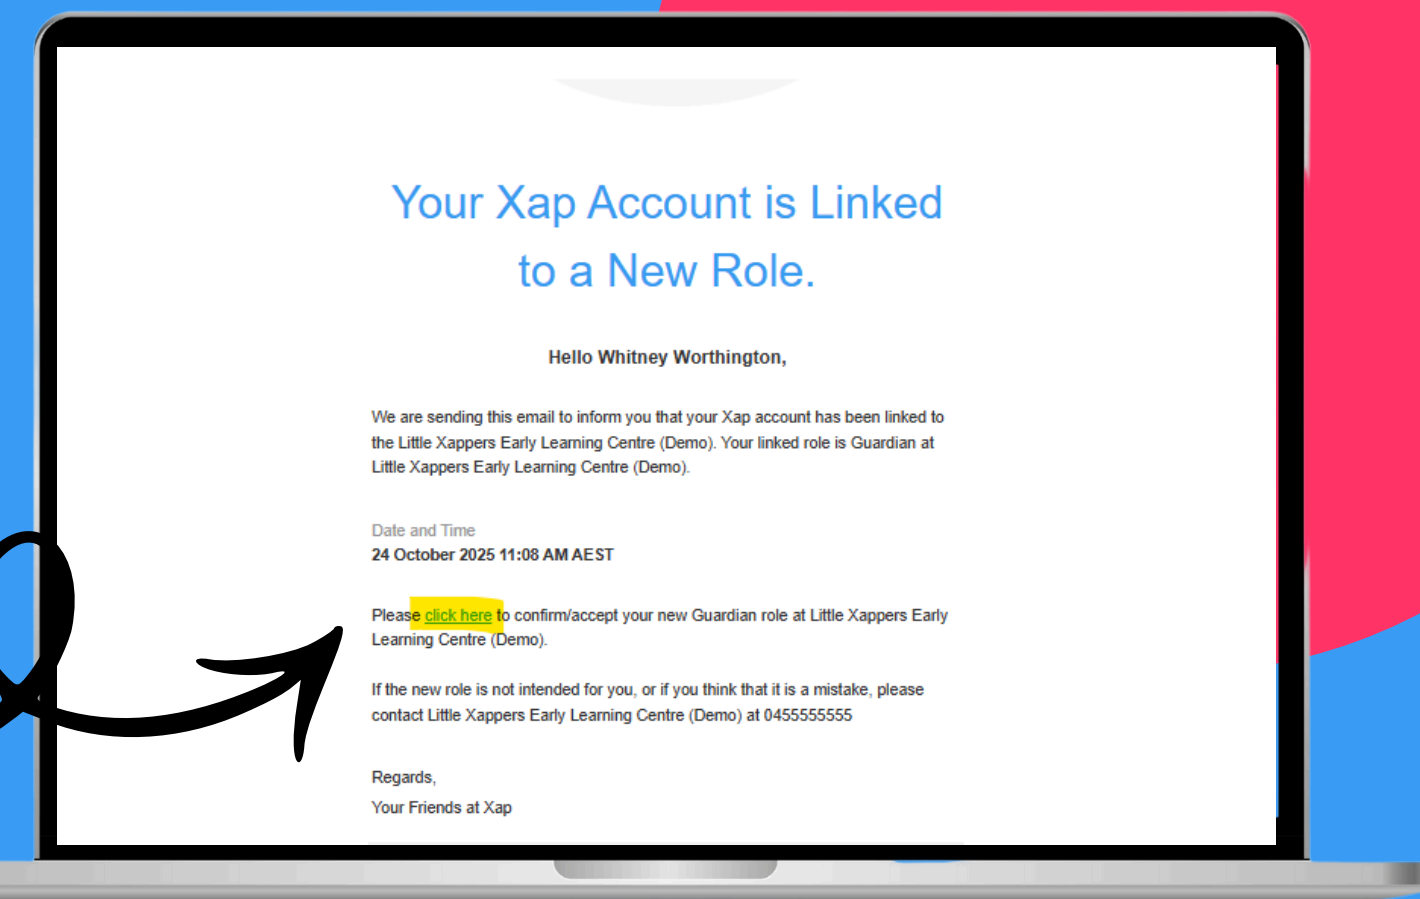 Your Xap Account is Linked
to a New Role.
Hello Whitney Worthington,
We are sending this email to inform you that your Xap account has been linked to
the Little Xappers Early Learning Centre (Demo). Your linked role is Guardian at
Little Xappers Early Learning Centre (Demo).
Date and Time
24 October 2025 11:08 AM AEST
Please click here to confirm/accept your new Guardian role at Little Xappers Early
Learning Centre (Demo).
If the new role is not intended for you, or if you think that it is a mistake, please
contact Little Xappers Early Learning Centre (Demo) at 0455555555
Regards,
Your Friends at Xap